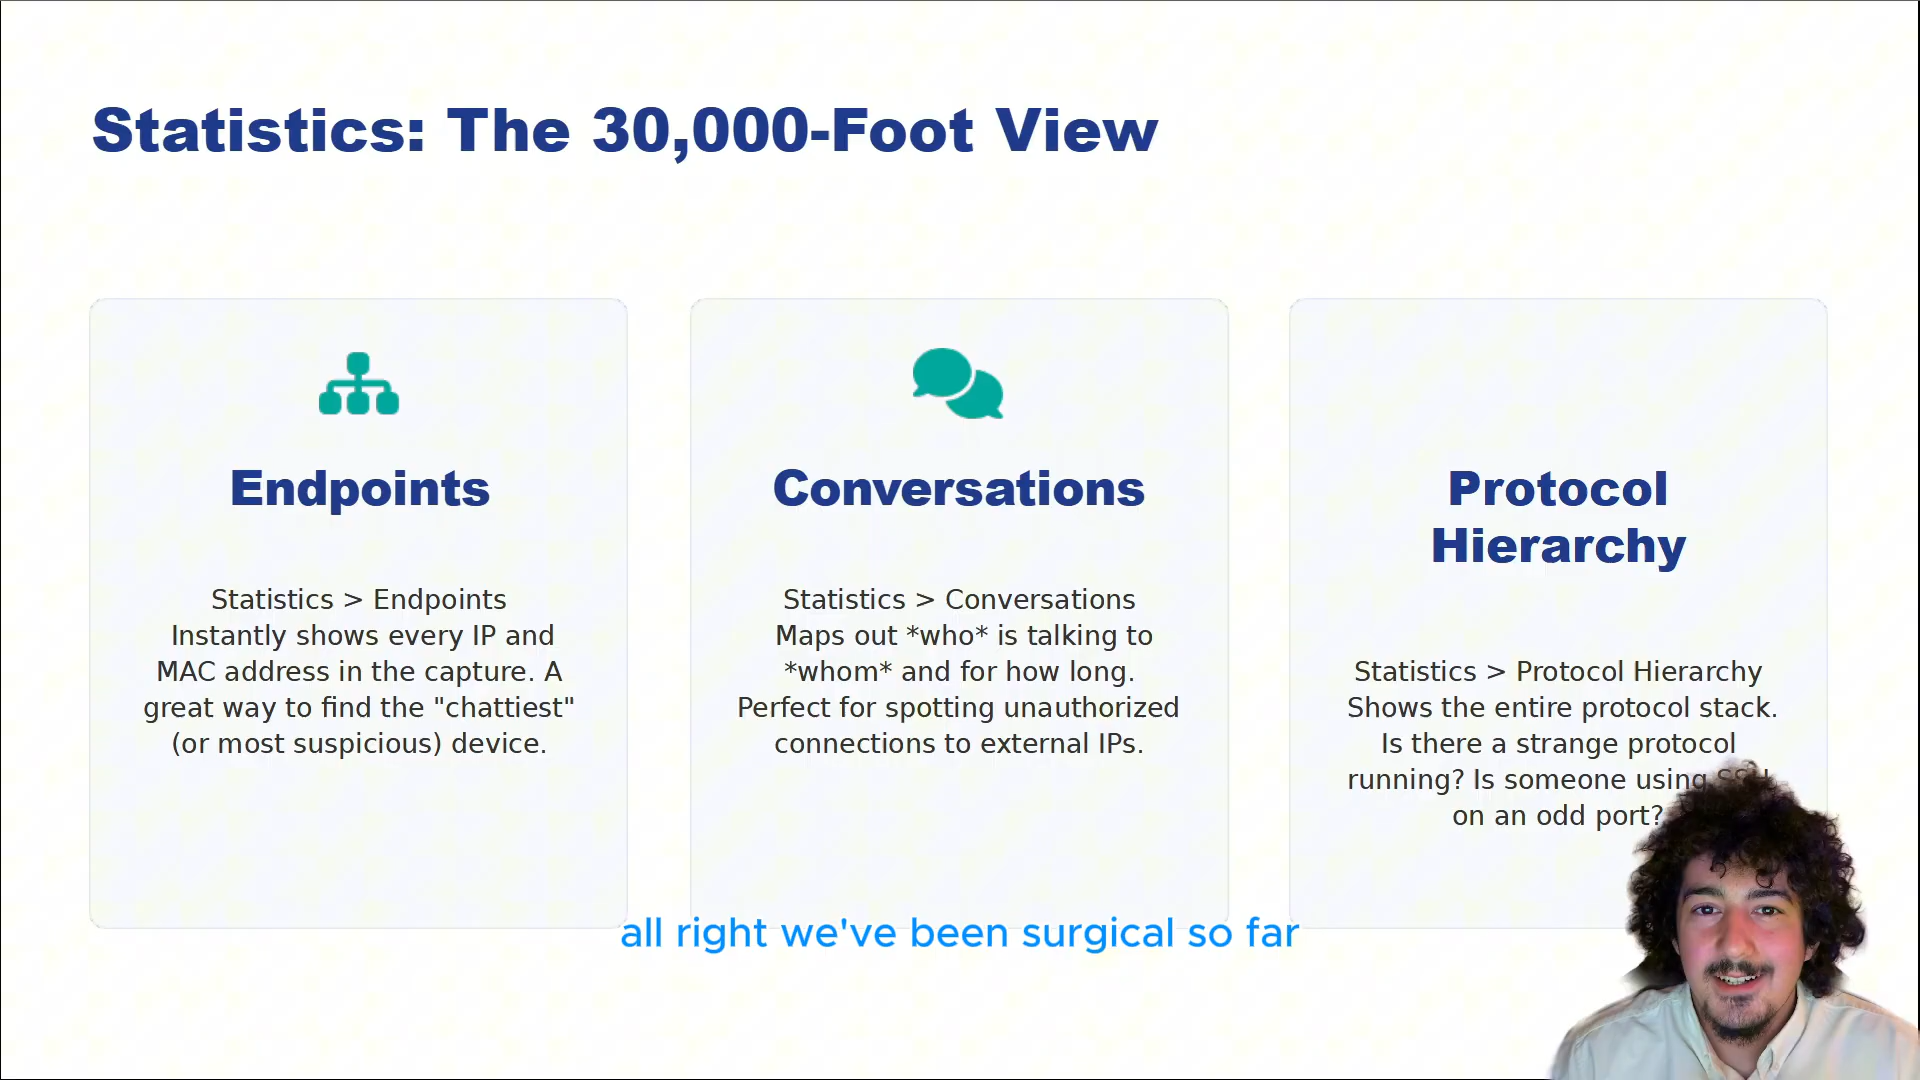 Statistics: The 30,000-Foot View
Endpoints
Statistics > Endpoints
Instantly shows every IP and
MAC address in the capture. A
great way to find the "chattiest"
(or most suspicious) device.
Conversations
Statistics > Conversations
Maps out *who* is talking to
*whom* and for how long.
Perfect for spotting unauthorized
connections to external IPs.
Protocol
Hierarchy
Statistics > Protocol Hierarchy
Shows the entire protocol stack.
Is there a strange protocol
running? Is someone using
on an odd port?
all right we've been surgical so far